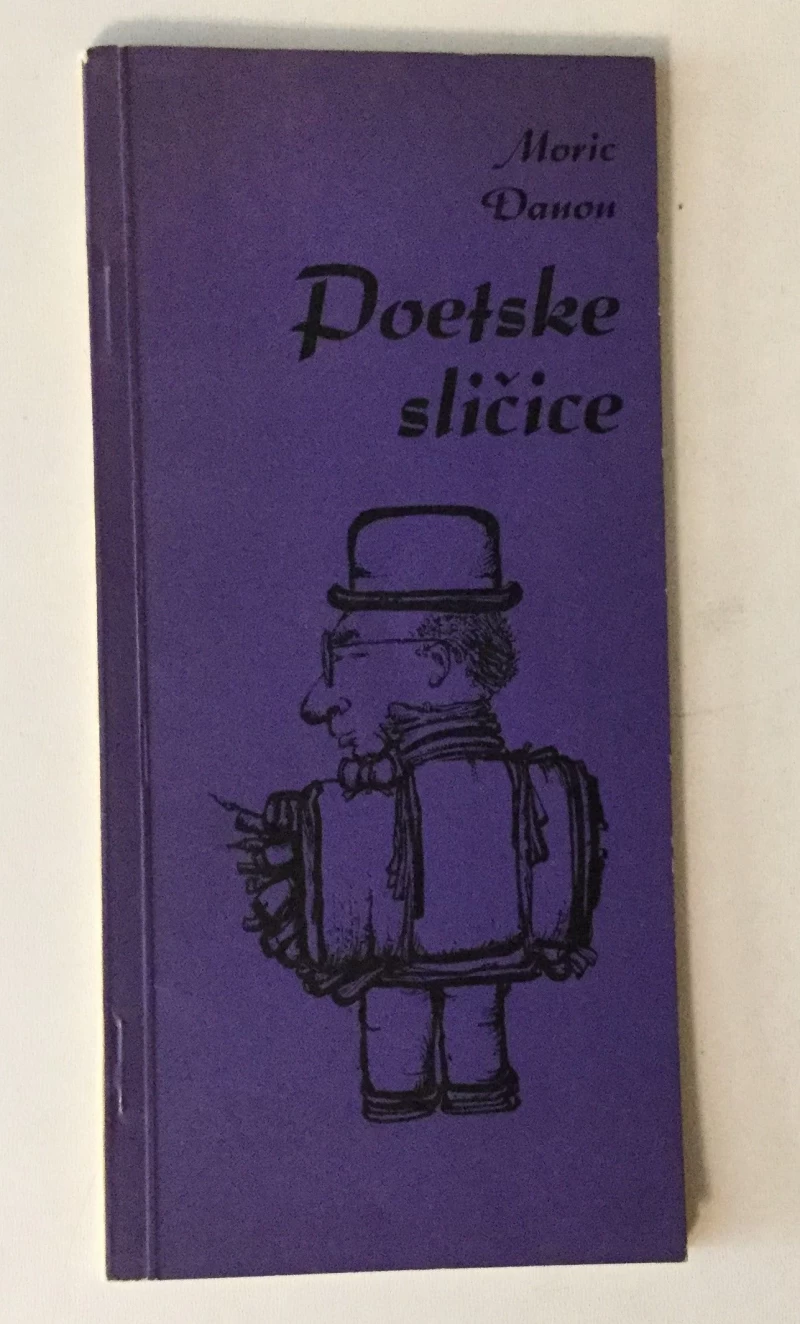 Moric
Danon
Poetske
sličice